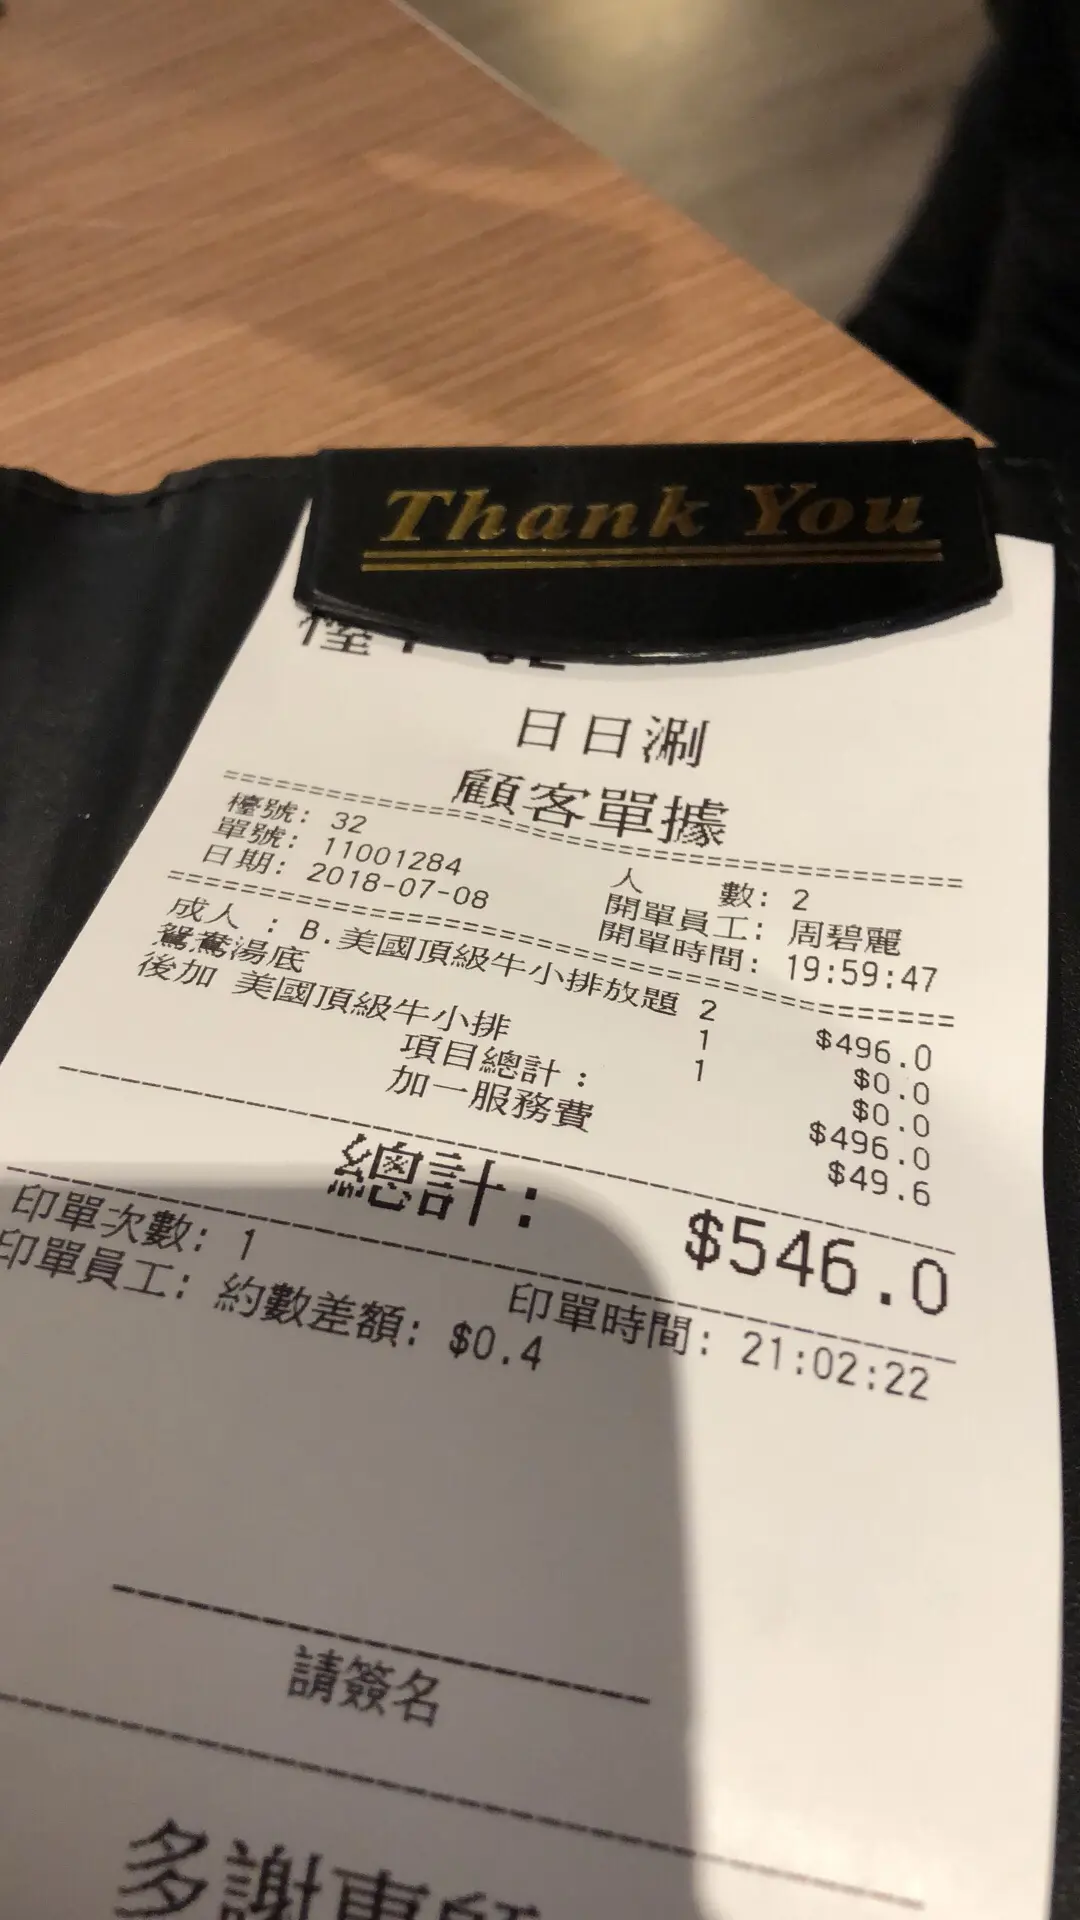 Thank You
日日涮
顧客單據
檯號: 32
人 數: 2
單號: 11001284
開單員工: 周碧麗
日期: 2018-07-08
開單時間: 19:59:47
成人 : B.美國頂級牛小排放題 2 $496.0
鴛鴦湯底 1 $0.0
後加 美國頂級牛小排 1 $0.0
項目總計 : $496.0
加一服務費 $49.6
總計: $546.0
印單次數: 1
印單時間: 21:02:22
印單員工: 約數差額: $0.4
請簽名
多謝惠